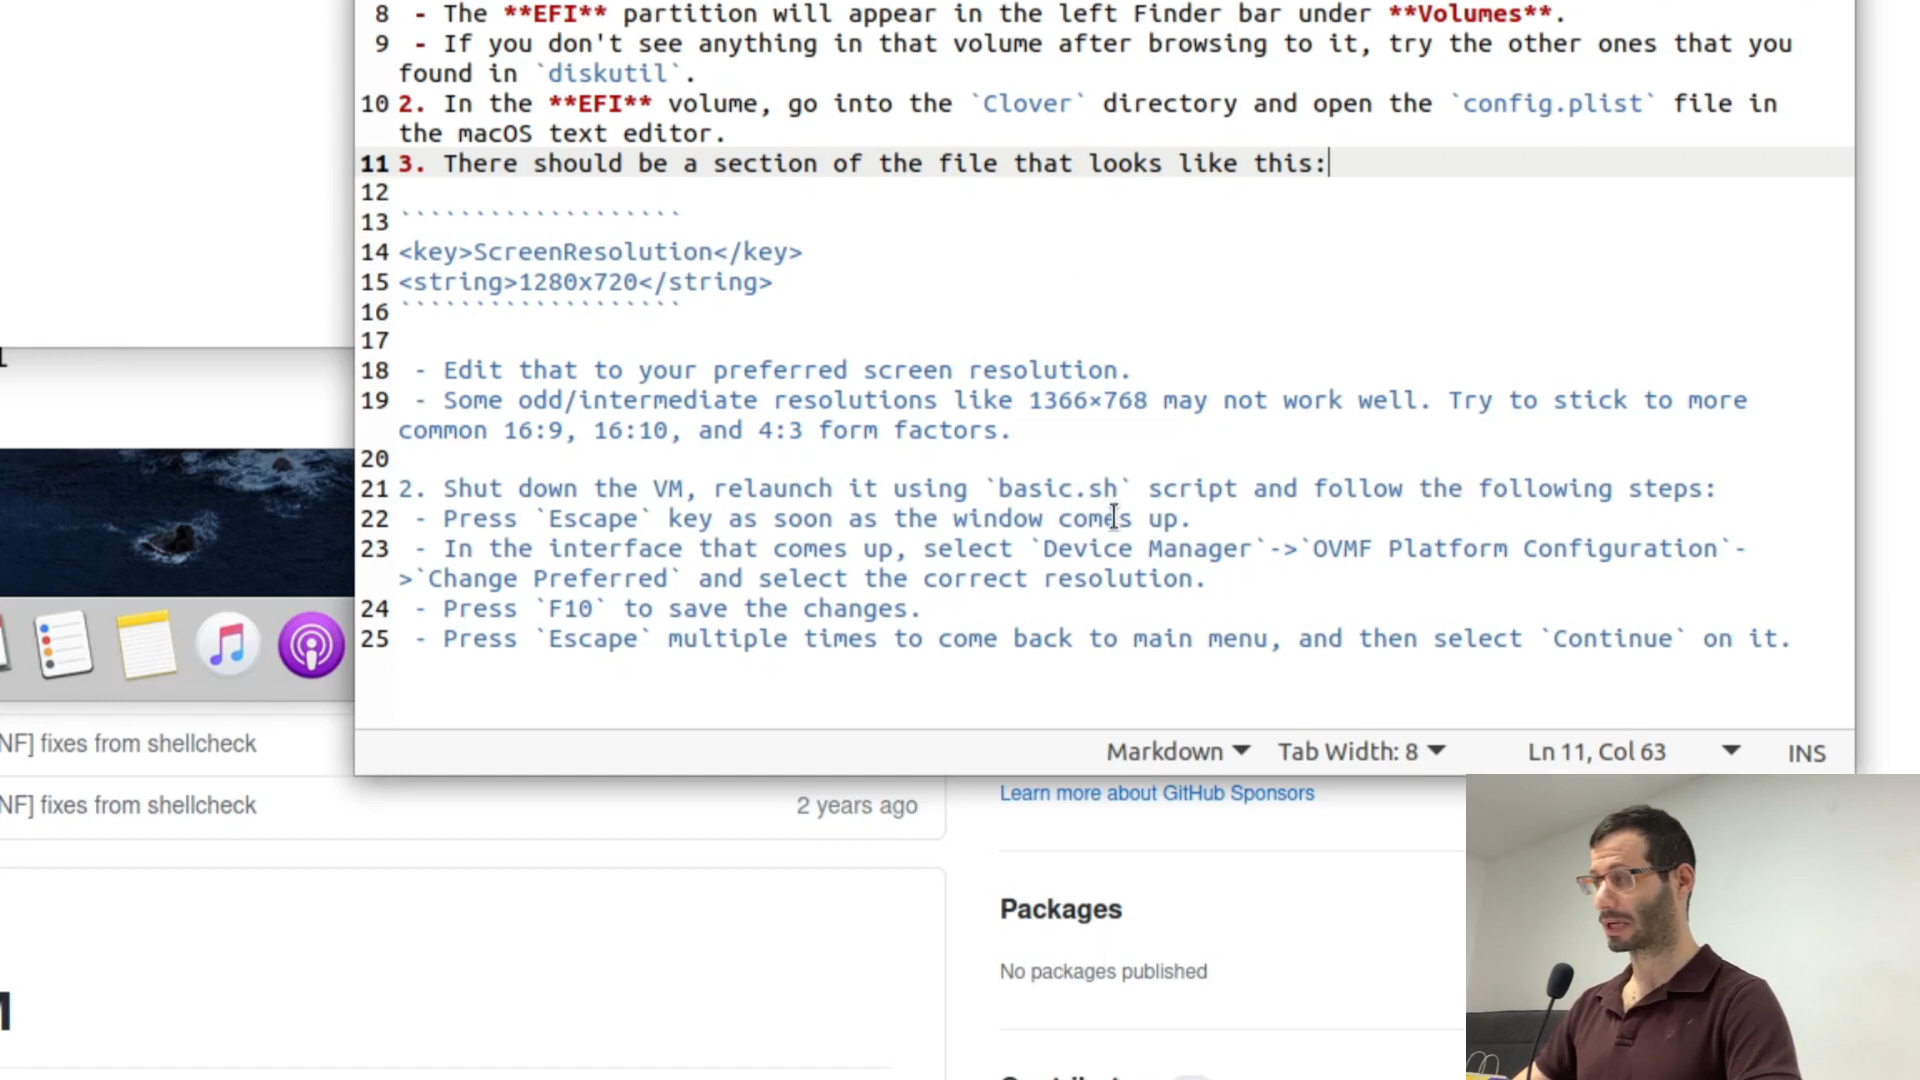 8 - The **EFI** partition will appear in the left Finder bar under **Volumes**.
9 - If you don't see anything in that volume after browsing to it, try the other ones that you
found in `diskutil`.
10 2. In the **EFI** volume, go into the `Clover` directory and open the `config.plist` file in
the macOS text editor.
11 3. There should be a section of the file that looks like this:
12
13 ```````````````````
14 <key>ScreenResolution</key>
15 <string>1280x720</string>
16 ```````````````````
17
18 - Edit that to your preferred screen resolution.
19 - Some odd/intermediate resolutions like 1366×768 may not work well. Try to stick to more
common 16:9, 16:10, and 4:3 form factors.
20
21 2. Shut down the VM, relaunch it using `basic.sh` script and follow the following steps:
22 - Press `Escape` key as soon as the window comes up.
23 - In the interface that comes up, select `Device Manager`->`OVMF Platform Configuration`-
>`Change Preferred` and select the correct resolution.
24 - Press `F10` to save the changes.
25 - Press `Escape` multiple times to come back to main menu, and then select `Continue` on it.
Markdown Tab Width: 8 Ln 11, Col 63 INS
NF] fixes from shellcheck
NF] fixes from shellcheck 2 years ago
Learn more about GitHub Sponsors
Packages
No packages published